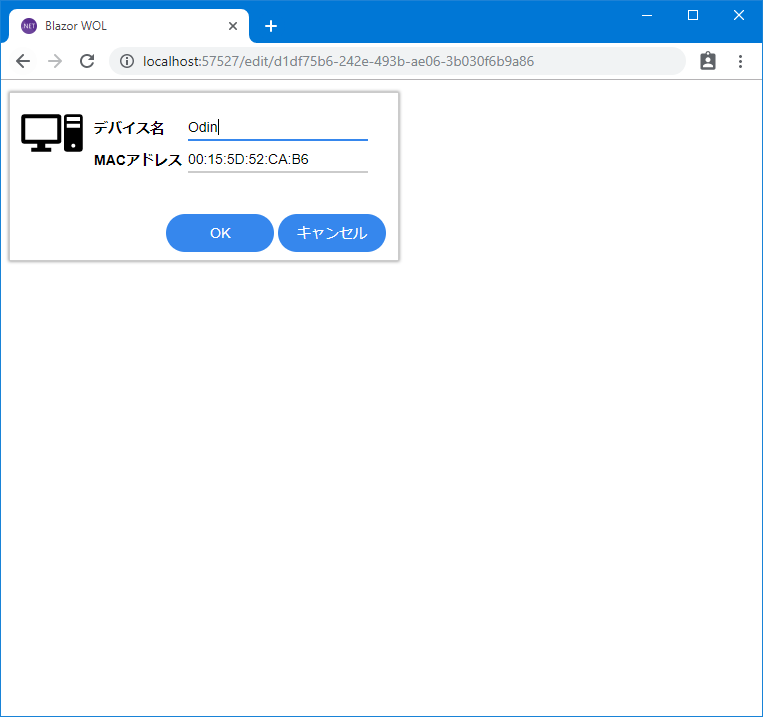 NET Blazor WOL
localhost:57527/edit/d1df75b6-242e-493b-ae06-3b030f6b9a86
デバイス名 Odin
MACアドレス 00:15:5D:52:CA:B6
OK キャンセル